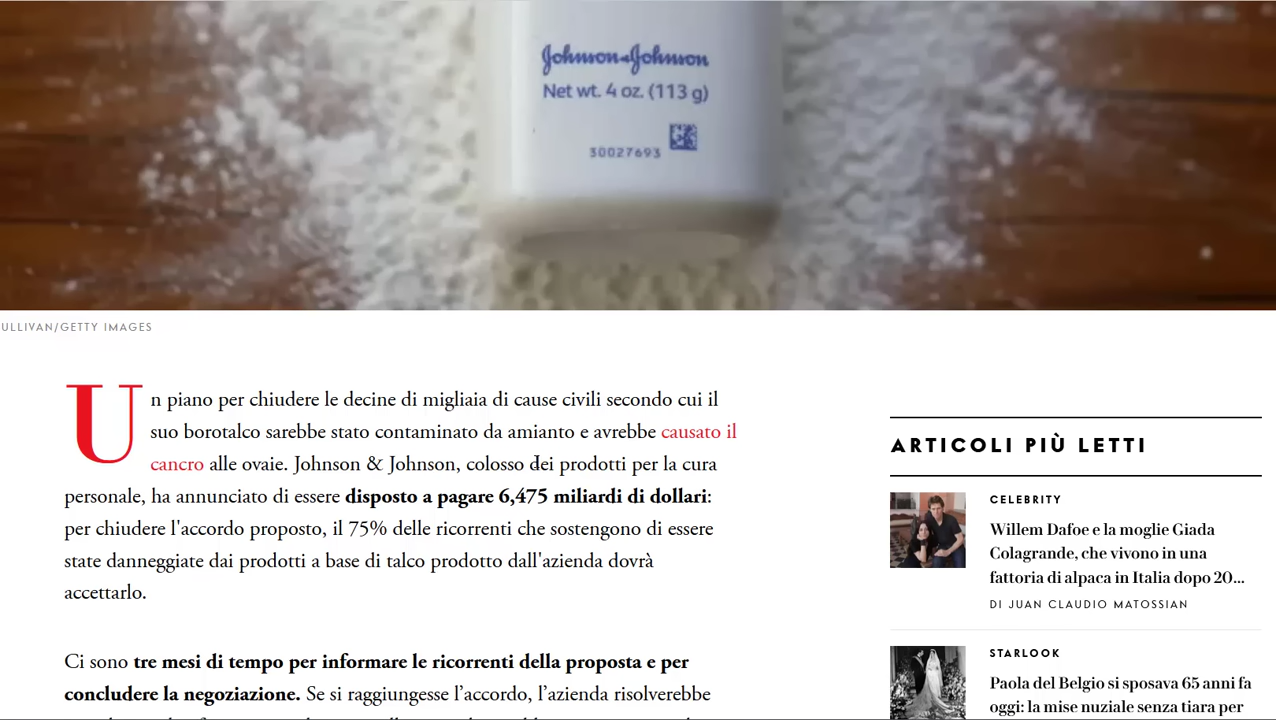 Johnson & Johnson
Net wt. 4 oz. (113 g)
30027693
ULLIVAN/GETTY IMAGES
Un piano per chiudere le decine di migliaia di cause civili secondo cui il
suo borotalco sarebbe stato contaminato da amianto e avrebbe causato il
cancro alle ovaie. Johnson & Johnson, colosso dei prodotti per la cura
personale, ha annunciato di essere disposto a pagare 6,475 miliardi di dollari:
per chiudere l'accordo proposto, il 75% delle ricorrenti che sostengono di essere
state danneggiate dai prodotti a base di talco prodotto dall'azienda dovrà
accettarlo.
Ci sono tre mesi di tempo per informare le ricorrenti della proposta e per
concludere la negoziazione. Se si raggiungesse l’accordo, l’azienda risolverebbe
ARTICOLI PIÙ LETTI
CELEBRITY
Willem Dafoe e la moglie Giada
Colagrande, che vivono in una
fattoria di alpaca in Italia dopo 20...
DI JUAN CLAUDIO MATOSSIAN
STARLOOK
Paola del Belgio si sposava 65 anni fa
oggi: la mise nuziale senza tiara per